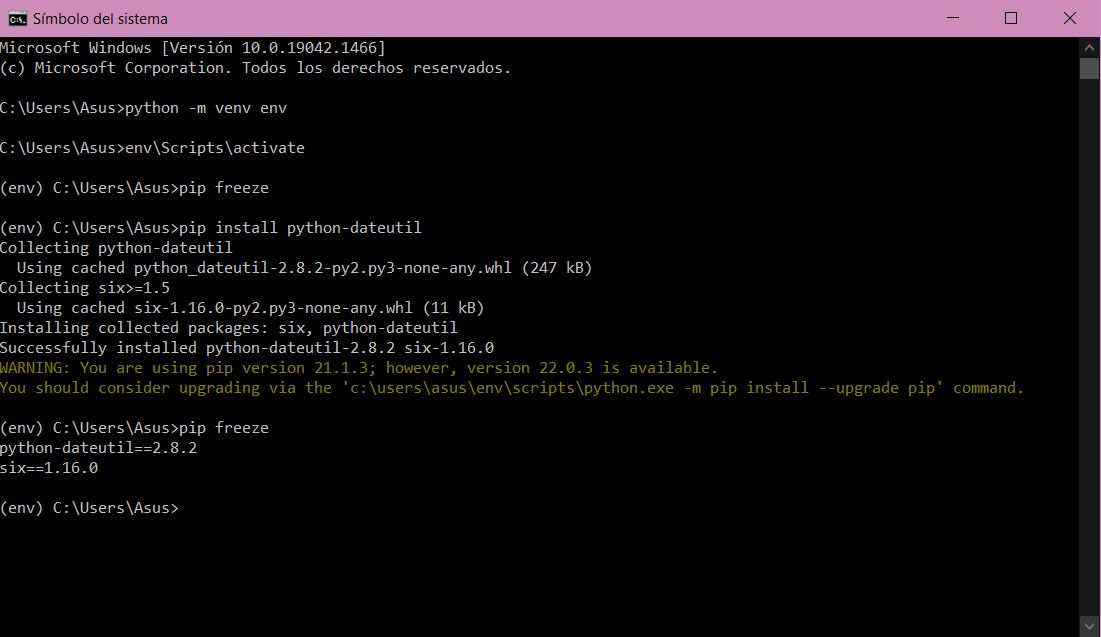 Símbolo del sistema
Microsoft Windows [Versión 10.0.19042.1466]
(c) Microsoft Corporation. Todos los derechos reservados.
C:\Users\Asus>python -m venv env
C:\Users\Asus>env\Scripts\activate
(env) C:\Users\Asus>pip freeze
(env) C:\Users\Asus>pip install python-dateutil
Collecting python-dateutil
  Using cached python_dateutil-2.8.2-py2.py3-none-any.whl (247 kB)
Collecting six>=1.5
  Using cached six-1.16.0-py2.py3-none-any.whl (11 kB)
Installing collected packages: six, python-dateutil
Successfully installed python-dateutil-2.8.2 six-1.16.0
WARNING: You are using pip version 21.1.3; however, version 22.0.3 is available.
You should consider upgrading via the 'c:\users\asus\env\scripts\python.exe -m pip install --upgrade pip' command.
(env) C:\Users\Asus>pip freeze
python-dateutil==2.8.2
six==1.16.0
(env) C:\Users\Asus>